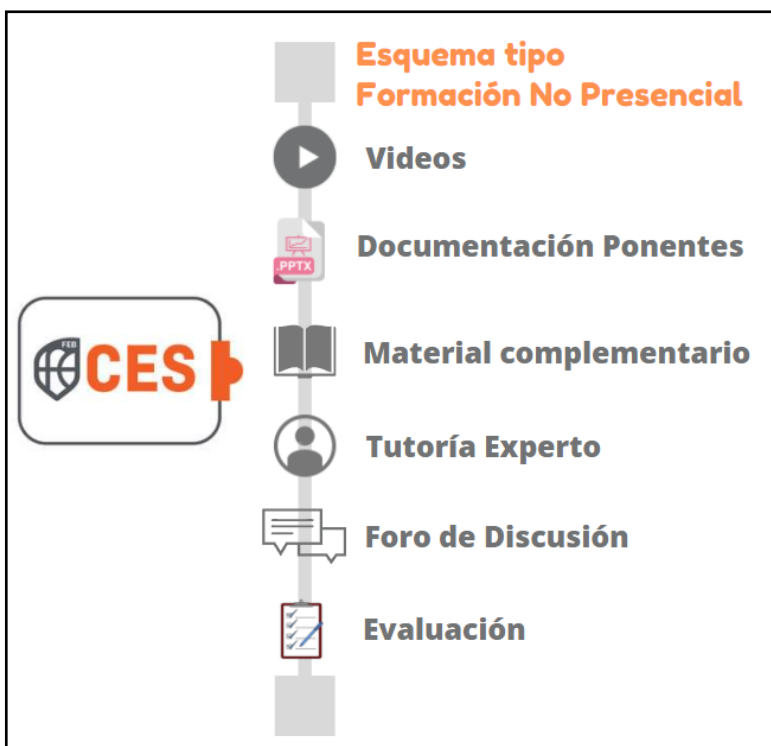 Esquema tipo
Formación No Presencial
Videos
.PPTX
Documentación Ponentes
FEB
CES
Material complementario
Tutoría Experto
Foro de Discusión
Evaluación